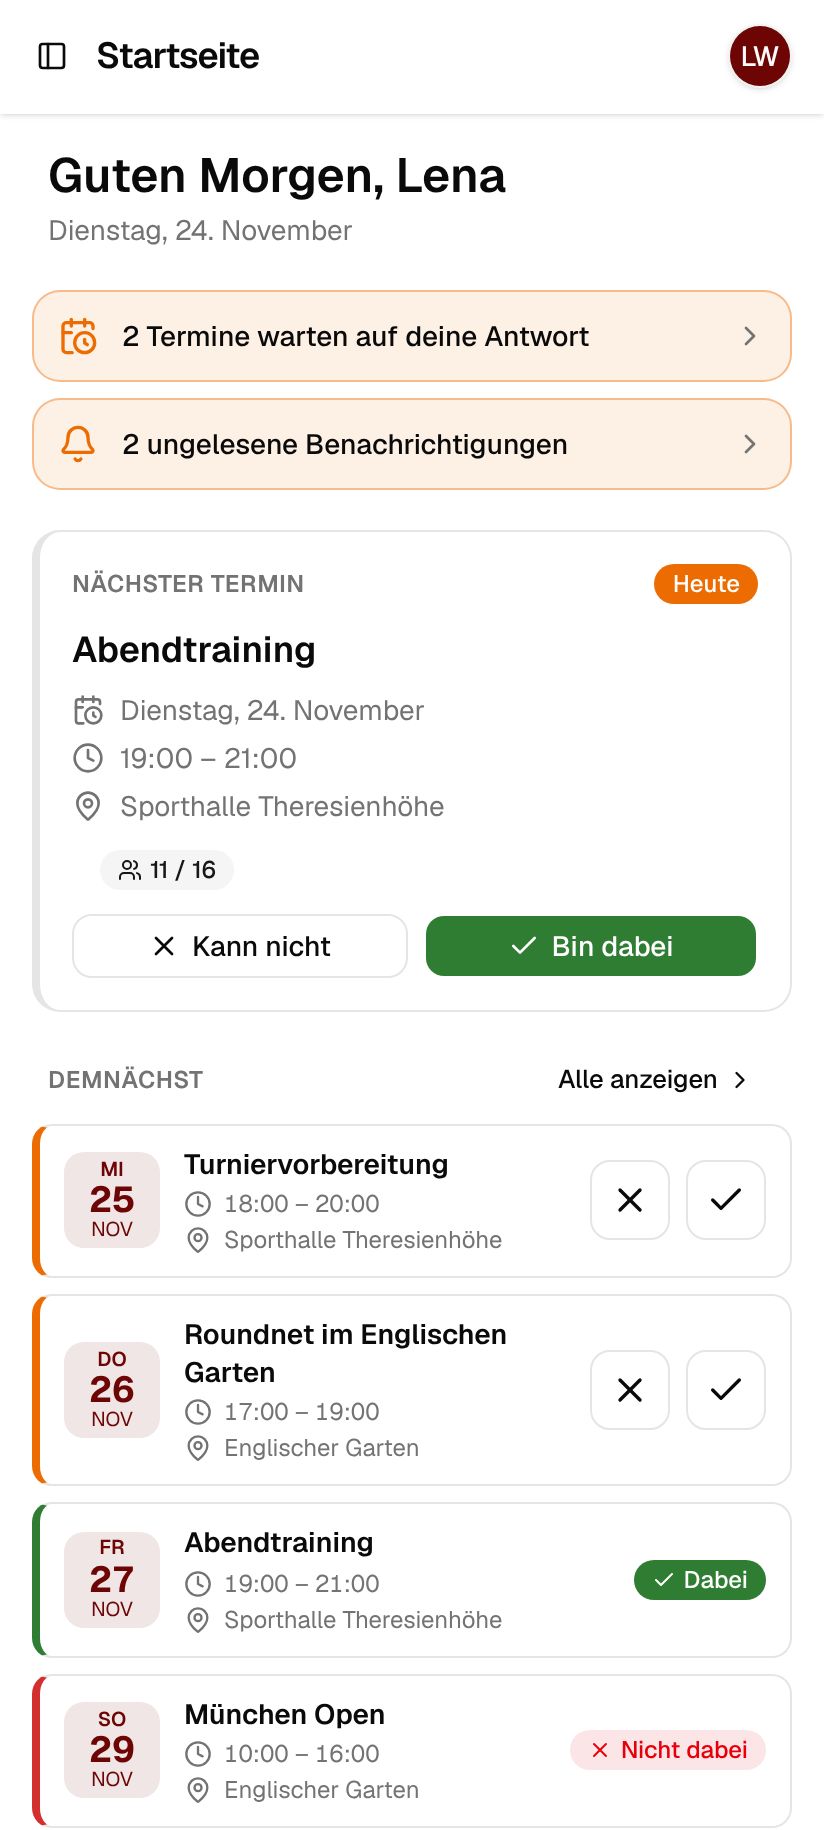 Startseite
LW
Guten Morgen, Lena
Dienstag, 24. November
2 Termine warten auf deine Antwort
2 ungelesene Benachrichtigungen
NÄCHSTER TERMIN
Heute
Abendtraining
Dienstag, 24. November
19:00 – 21:00
Sporthalle Theresienhöhe
11 / 16
Kann nicht
Bin dabei
DEMNÄCHST
Alle anzeigen
MI
25
NOV
Turniervorbereitung
18:00 – 20:00
Sporthalle Theresienhöhe
DO
26
NOV
Roundnet im Englischen
Garten
17:00 – 19:00
Englischer Garten
FR
27
NOV
Abendtraining
19:00 – 21:00
Sporthalle Theresienhöhe
Dabei
SO
29
NOV
München Open
10:00 – 16:00
Englischer Garten
Nicht dabei